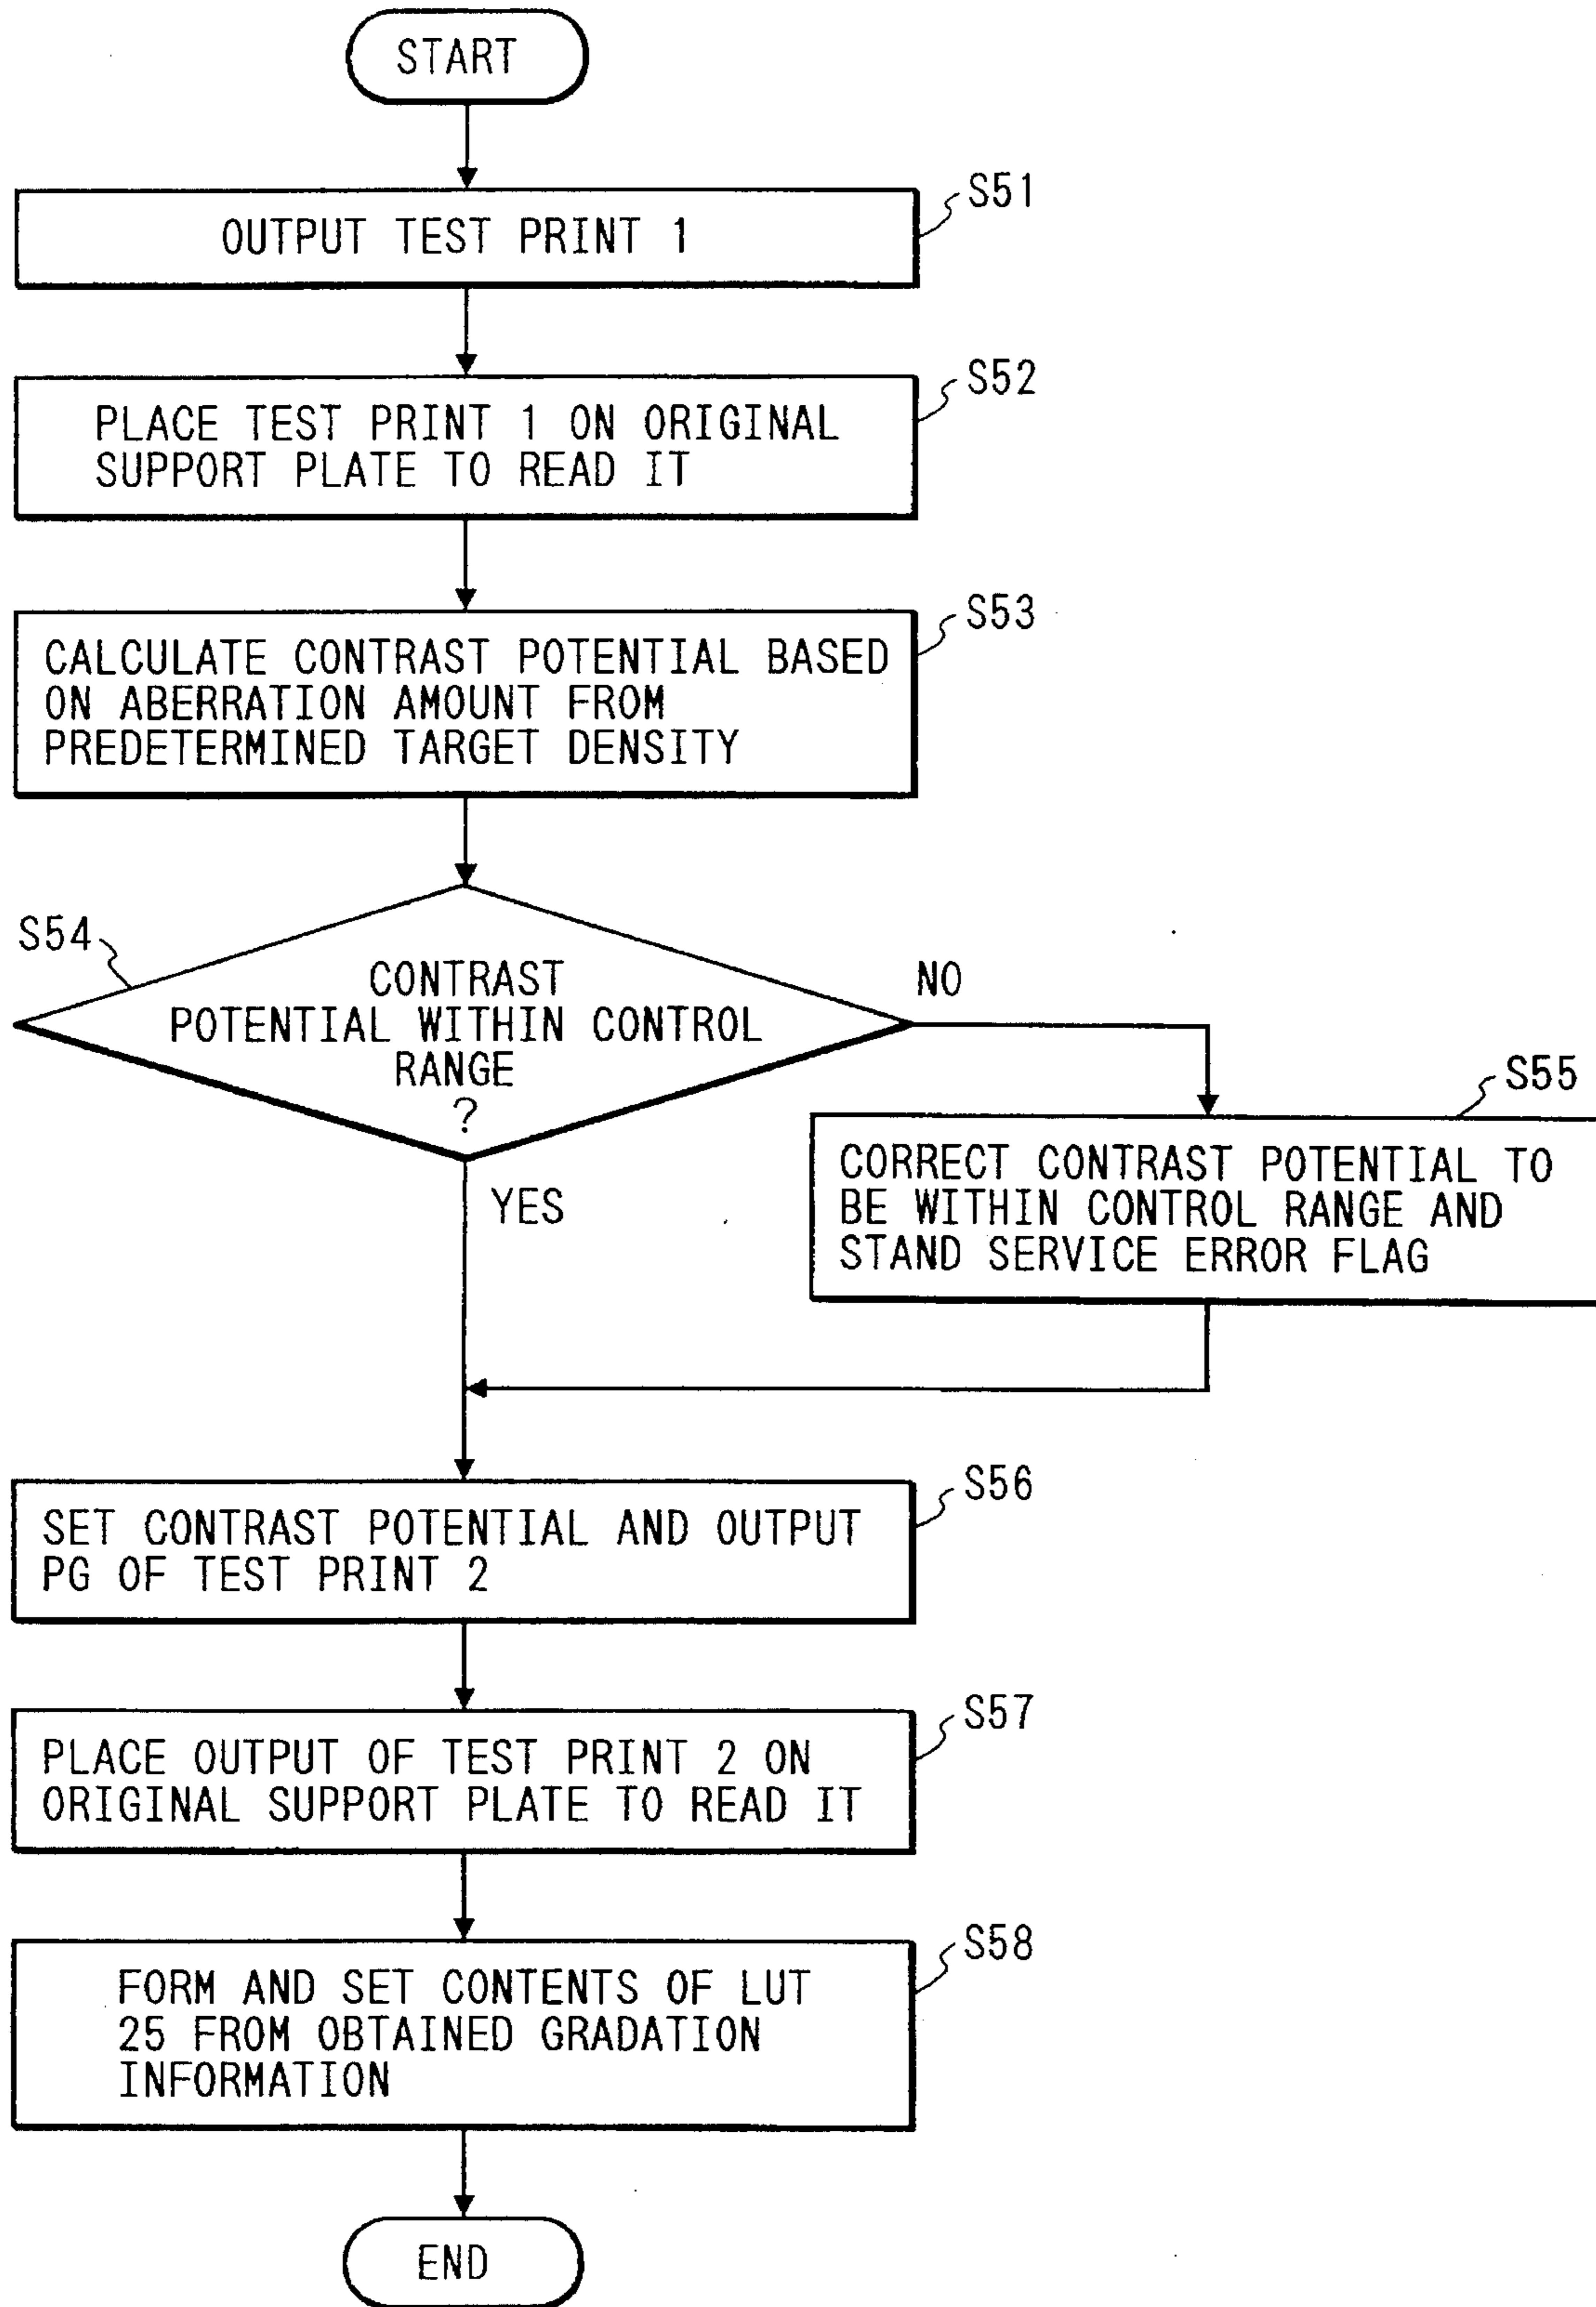 START
S51
OUTPUT TEST PRINT 1
S52
PLACE TEST PRINT 1 ON ORIGINAL
SUPPORT PLATE TO READ IT
S53
CALCULATE CONTRAST POTENTIAL BASED
ON ABERRATION AMOUNT FROM
PREDETERMINED TARGET DENSITY
S54
CONTRAST
POTENTIAL WITHIN CONTROL
RANGE
?
NO
YES
S55
CORRECT CONTRAST POTENTIAL TO
BE WITHIN CONTROL RANGE AND
STAND SERVICE ERROR FLAG
S56
SET CONTRAST POTENTIAL AND OUTPUT
PG OF TEST PRINT 2
S57
PLACE OUTPUT OF TEST PRINT 2 ON
ORIGINAL SUPPORT PLATE TO READ IT
S58
FORM AND SET CONTENTS OF LUT
25 FROM OBTAINED GRADATION
INFORMATION
END